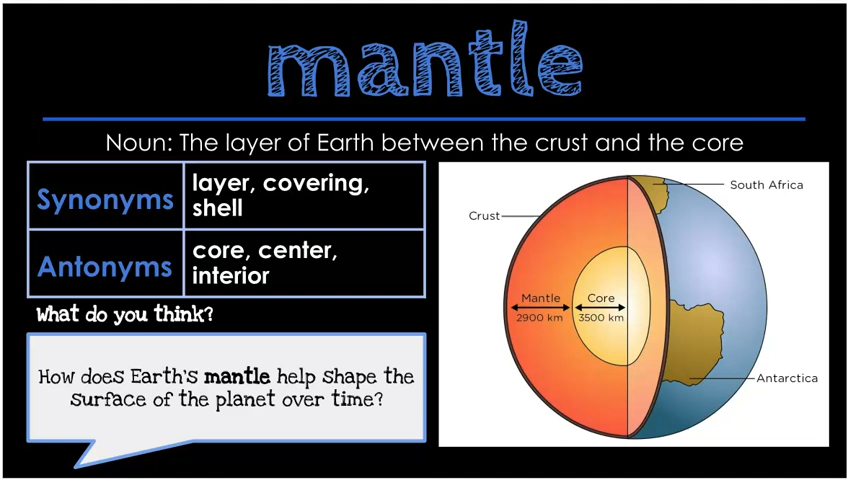 mantle
Noun: The layer of Earth between the crust and the core
Synonyms
layer, covering,
shell
Antonyms
core, center,
interior
What do you think?
How does Earth's mantle help shape the
surface of the planet over time?
South Africa
Crust
Mantle
2900 km
Core
3500 km
Antarctica